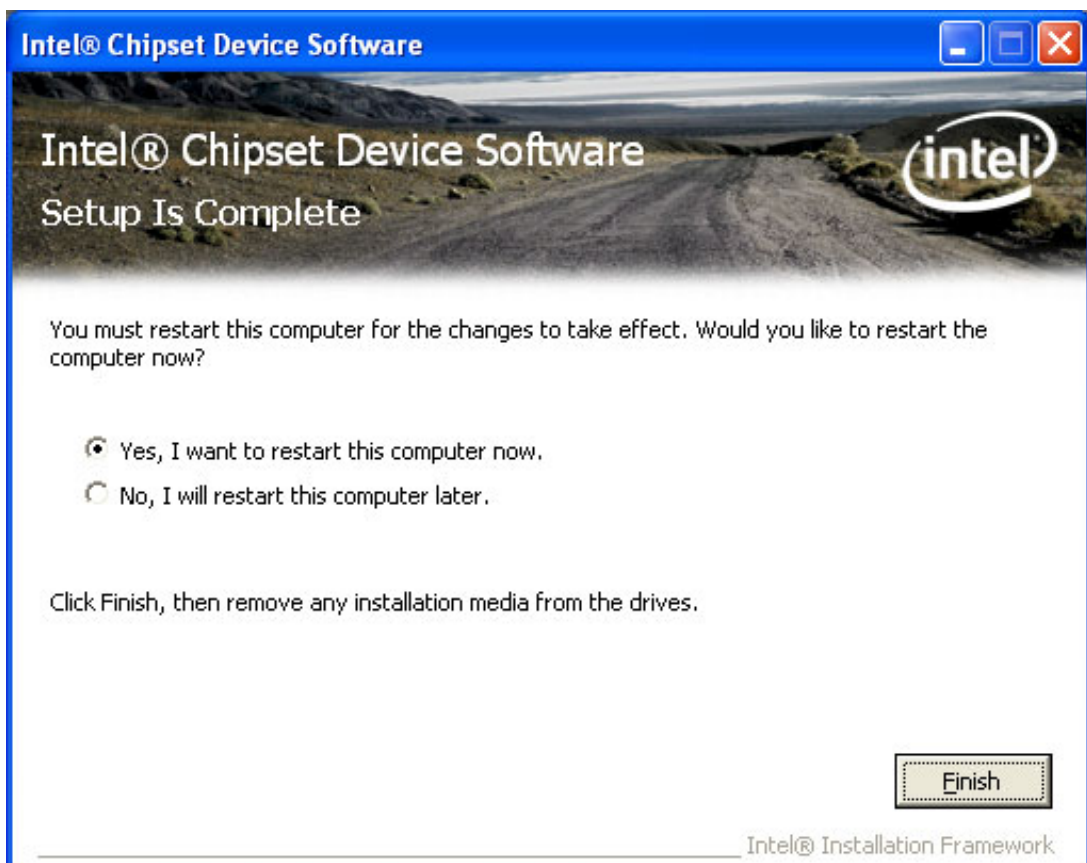 Intel® Chipset Device Software
Intel® Chipset Device Software
intel
Setup Is Complete
You must restart this computer for the changes to take effect. Would you like to restart the
computer now?
Yes, I want to restart this computer now.
No, I will restart this computer later.
Click Finish, then remove any installation media from the drives.
Finish
Intel® Installation Framework